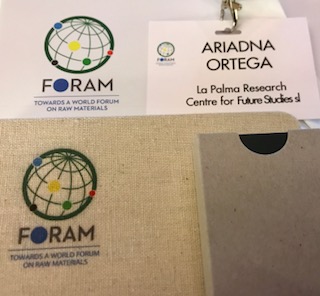 FORAM
TOWARDS A WORLD FORUM
ON RAW MATERIALS
ARIADNA
ORTEGA
La Palma Research
Centre for Future Studies sl
FORAM
TOWARDS A WORLD FORUM
ON RAW MATERIALS